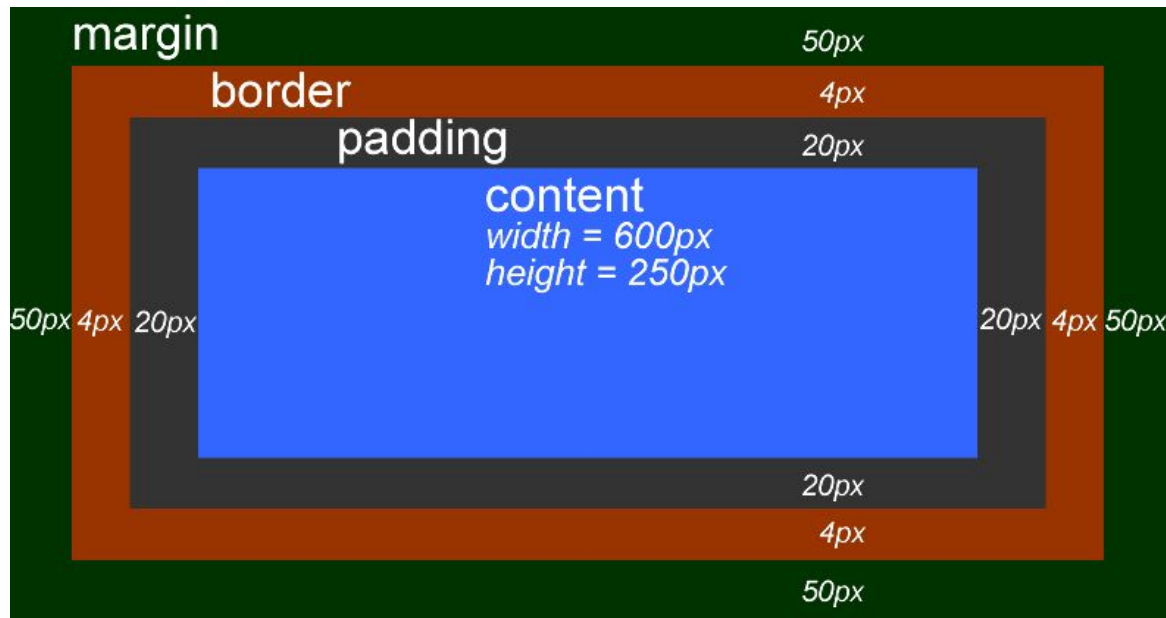 margin 50px
border 4px
padding 20px
content
width = 600px
height = 250px
50px 4px 20px 20px 4px 50px
20px
4px
50px